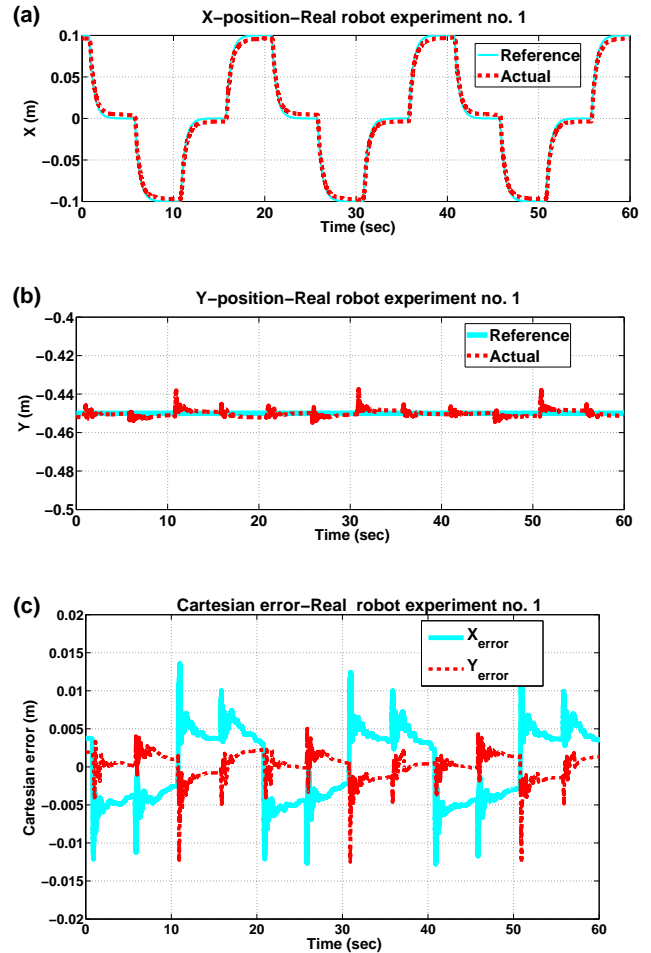 (a)
X−position−Real robot experiment no. 1
0.1
0.05
0
−0.05
−0.1
X (m)
Reference
Actual
0 10 20 30 40 50 60
Time (sec)
(b)
Y−position−Real robot experiment no. 1
−0.4
−0.42
−0.44
−0.46
−0.48
−0.5
Y (m)
Reference
Actual
0 10 20 30 40 50 60
Time (sec)
(c)
Cartesian error−Real robot experiment no. 1
0.02
0.015
0.01
0.005
0
−0.005
−0.01
−0.015
−0.02
Cartesian error (m)
X_error
Y_error
0 10 20 30 40 50 60
Time (sec)